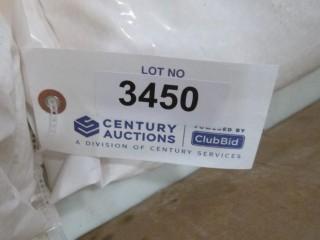 LOT NO
3450
CENTURY AUCTIONS
POWERED BY
ClubBid
A DIVISION OF CENTURY SERVICES